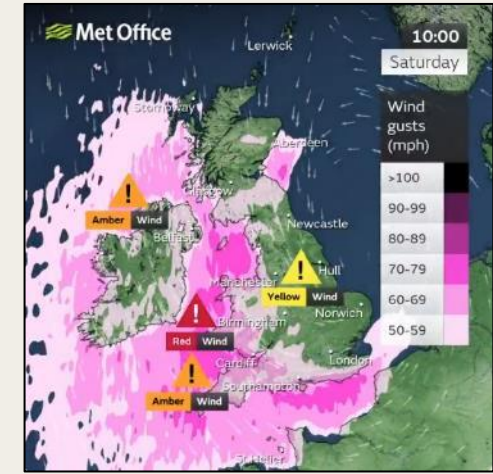 Met Office
10:00
Saturday
Lerwick
Wind
gusts
(mph)
>100
90-99
80-89
70-79
60-69
50-59
Stornoway
Aberdeen
Glasgow
Amber Wind
Belfast
Newcastle
Hull
Manchester
Yellow Wind
Norwich
Birmingham
Red Wind
Cardiff
London
Southampton
Amber Wind
St Helier